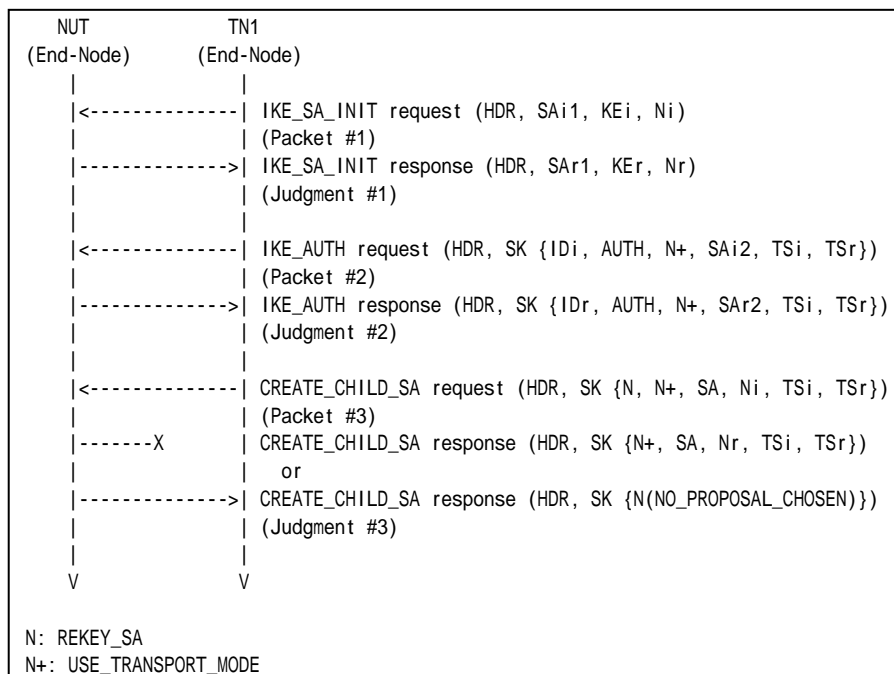 NUT TN1
(End-Node) (End-Node)
| |
|<--------------| IKE_SA_INIT request (HDR, SAi1, KEi, Ni)
| | (Packet #1)
|-------------->| IKE_SA_INIT response (HDR, SAr1, KEr, Nr)
| | (Judgment #1)
| |
|<--------------| IKE_AUTH request (HDR, SK {IDi, AUTH, N+, SAi2, TSi, TSr})
| | (Packet #2)
|-------------->| IKE_AUTH response (HDR, SK {IDr, AUTH, N+, SAr2, TSi, TSr})
| | (Judgment #2)
| |
|<--------------| CREATE_CHILD_SA request (HDR, SK {N, N+, SA, Ni, TSi, TSr})
| | (Packet #3)
|-------X | CREATE_CHILD_SA response (HDR, SK {N+, SA, Nr, TSi, TSr})
| | or
|-------------->| CREATE_CHILD_SA response (HDR, SK {N(NO_PROPOSAL_CHOSEN)})
| | (Judgment #3)
| |
V V
N: REKEY_SA
N+: USE_TRANSPORT_MODE